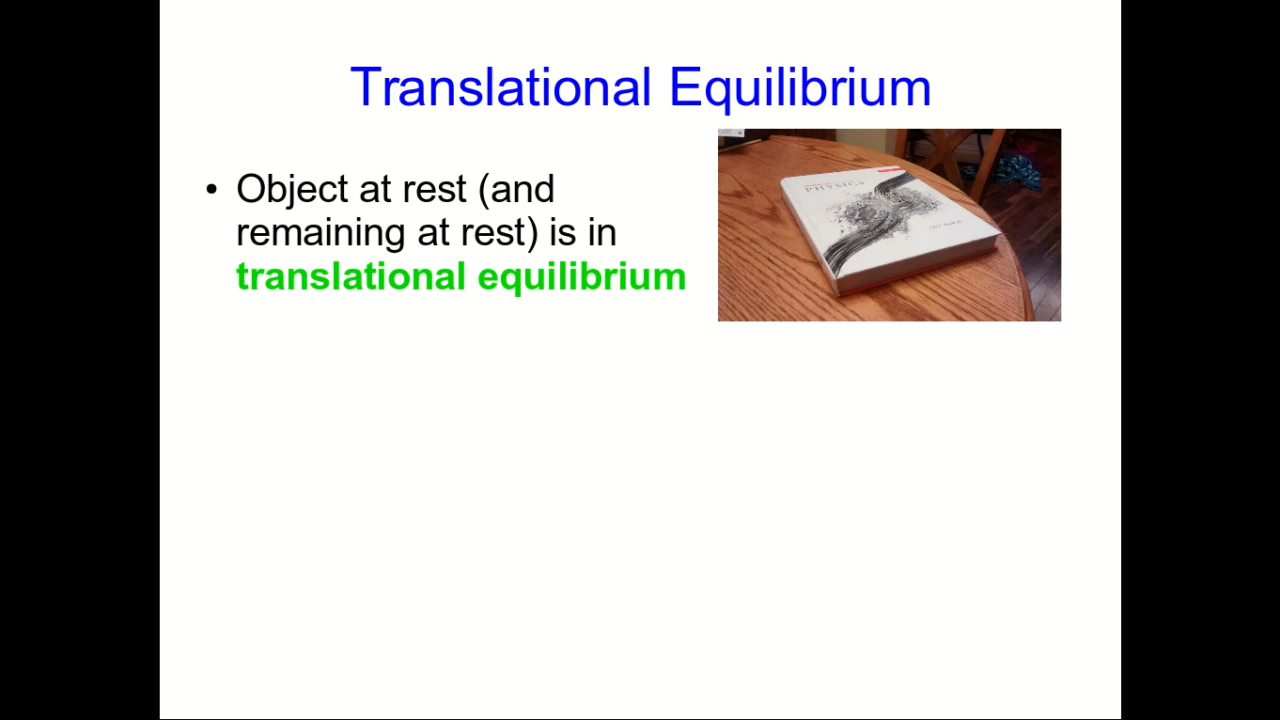 Translational Equilibrium
• Object at rest (and
remaining at rest) is in
translational equilibrium
PHYSICS